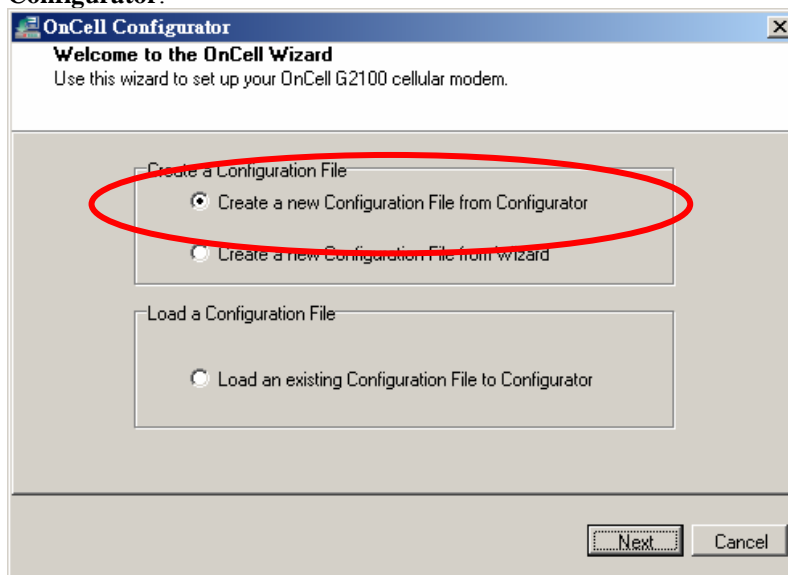 Configurator.
OnCell Configurator
Welcome to the OnCell Wizard
Use this wizard to set up your OnCell G2100 cellular modem.
Create a Configuration File
Create a new Configuration File from Configurator
Create a new Configuration File from Wizard
Load a Configuration File
Load an existing Configuration File to Configurator
Next Cancel